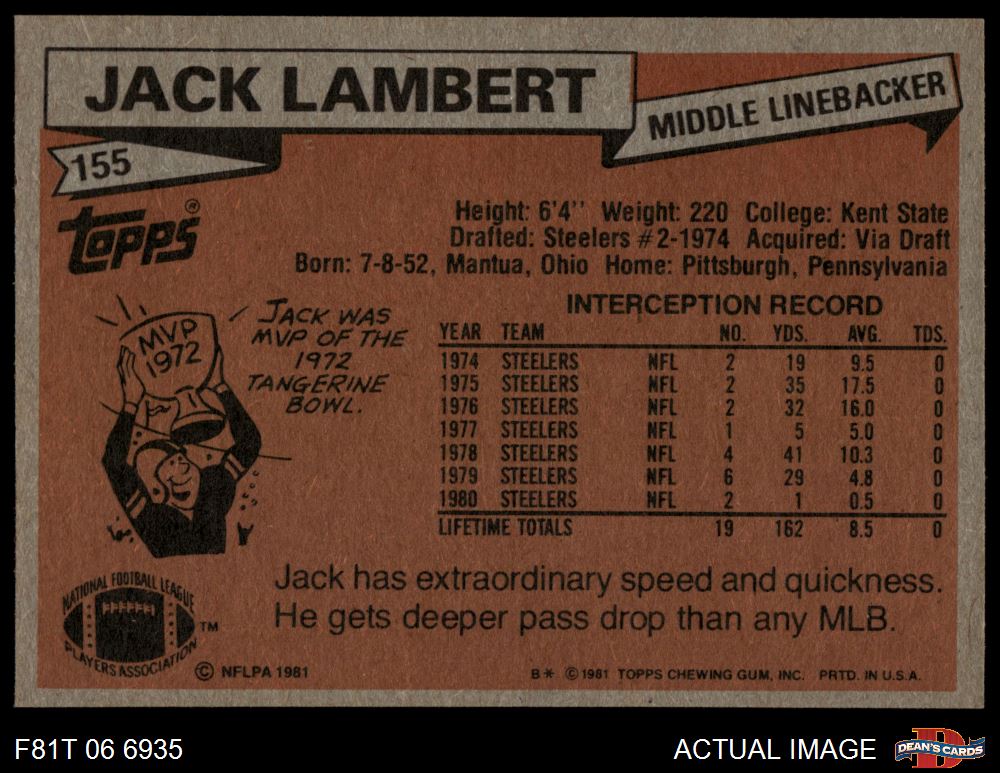 JACK LAMBERT
MIDDLE LINEBACKER
155
topps®
Height: 6'4'' Weight: 220 College: Kent State
Drafted: Steelers #2-1974 Acquired: Via Draft
Born: 7-8-52, Mantua, Ohio Home: Pittsburgh, Pennsylvania
MVP
1972
JACK WAS
MVP OF THE
1972
TANGERINE
BOWL.
INTERCEPTION RECORD
YEAR TEAM NO. YDS. AVG. TDS.
1974 STEELERS NFL 2 19 9.5 0
1975 STEELERS NFL 2 35 17.5 0
1976 STEELERS NFL 2 32 16.0 0
1977 STEELERS NFL 1 5 5.0 0
1978 STEELERS NFL 4 41 10.3 0
1979 STEELERS NFL 6 29 4.8 0
1980 STEELERS NFL 2 1 0.5 0
LIFETIME TOTALS 19 162 8.5 0
Jack has extraordinary speed and quickness.
He gets deeper pass drop than any MLB.
NATIONAL FOOTBALL LEAGUE
PLAYERS ASSOCIATION TM
© NFLPA 1981
B* © 1981 TOPPS CHEWING GUM, INC. PRTD. IN U.S.A.
F81T 06 6935
ACTUAL IMAGE
D
DEAN'S CARDS